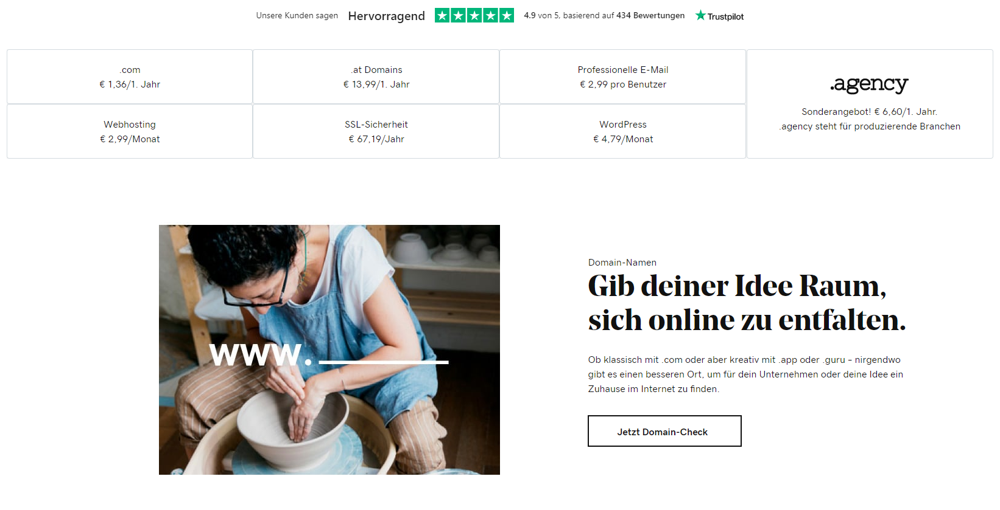 Unsere Kunden sagen Hervorragend 4.9 von 5, basierend auf 434 Bewertungen Trustpilot
.com
€ 1,36/1. Jahr
.at Domains
€ 13,99/1. Jahr
Professionelle E-Mail
€ 2,99 pro Benutzer
.agency
Sonderangebot! € 6,60/1. Jahr.
.agency steht für produzierende Branchen
Webhosting
€ 2,99/Monat
SSL-Sicherheit
€ 67,19/Jahr
WordPress
€ 4,79/Monat
www.
Domain-Namen
Gib deiner Idee Raum,
sich online zu entfalten.
Ob klassisch mit .com oder aber kreativ mit .app oder .guru – nirgendwo
gibt es einen besseren Ort, um für dein Unternehmen oder deine Idee ein
Zuhause im Internet zu finden.
Jetzt Domain-Check